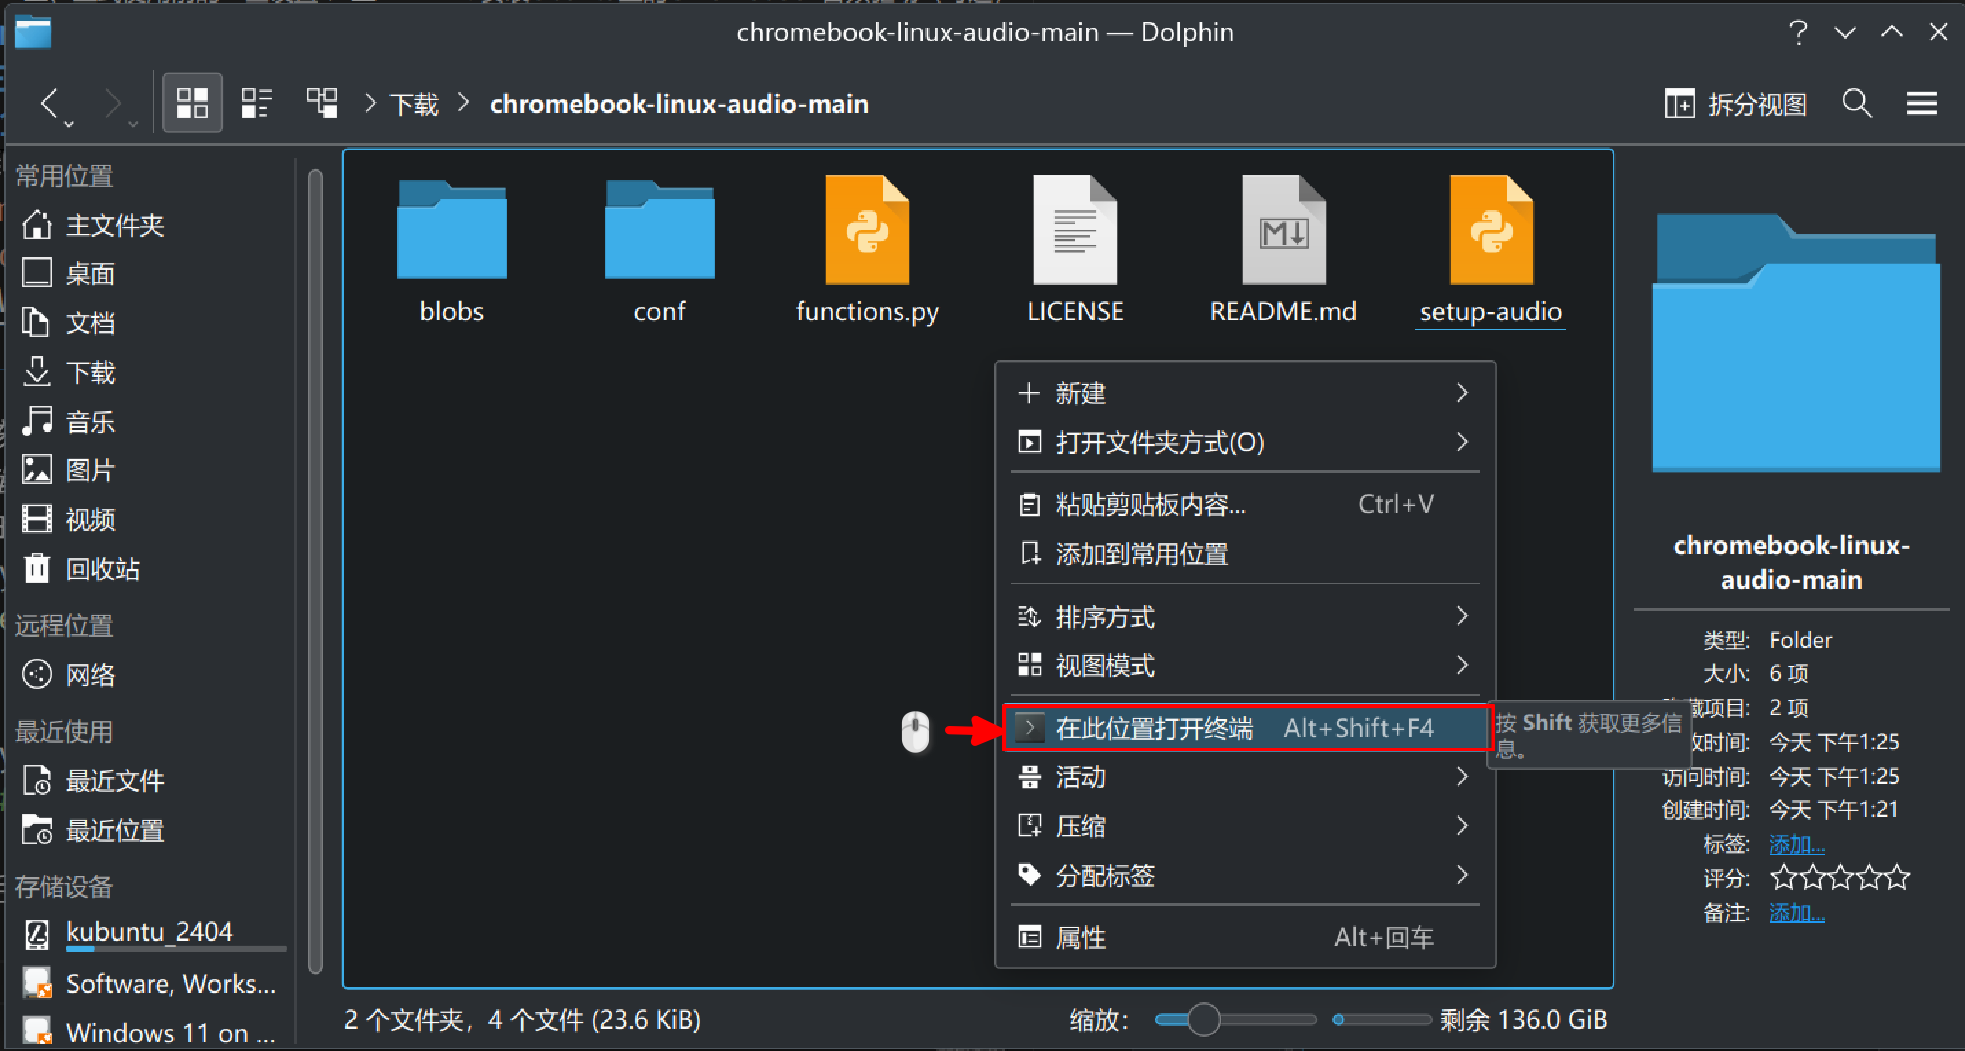 chromebook-linux-audio-main — Dolphin
下载
chromebook-linux-audio-main
拆分视图
常用位置
主文件夹
桌面
文档
下载
音乐
图片
视频
回收站
远程位置
网络
最近使用
最近文件
最近位置
存储设备
kubuntu_2404
Software, Works...
Windows 11 on ...
blobs
conf
functions.py
LICENSE
README.md
setup-audio
新建
打开文件夹方式(O)
粘贴剪贴板内容... Ctrl+V
添加到常用位置
排序方式
视图模式
在此位置打开终端 Alt+Shift+F4
活动
压缩
分配标签
属性 Alt+回车
按 Shift 获取更多信
息。
chromebook-linux-
audio-main
类型: Folder
大小: 6 项
藏项目: 2 项
改时间: 今天 下午1:25
访问时间: 今天 下午1:25
创建时间: 今天 下午1:21
标签: 添加...
评分:
备注: 添加...
2 个文件夹，4 个文件 (23.6 KiB)
缩放：
剩余 136.0 GiB